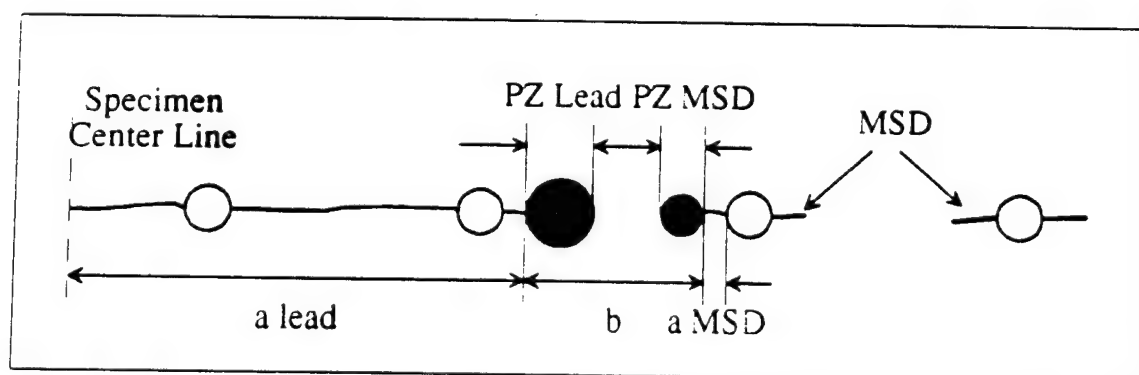 Specimen
Center Line
PZ Lead PZ MSD
MSD
a lead
b
a MSD